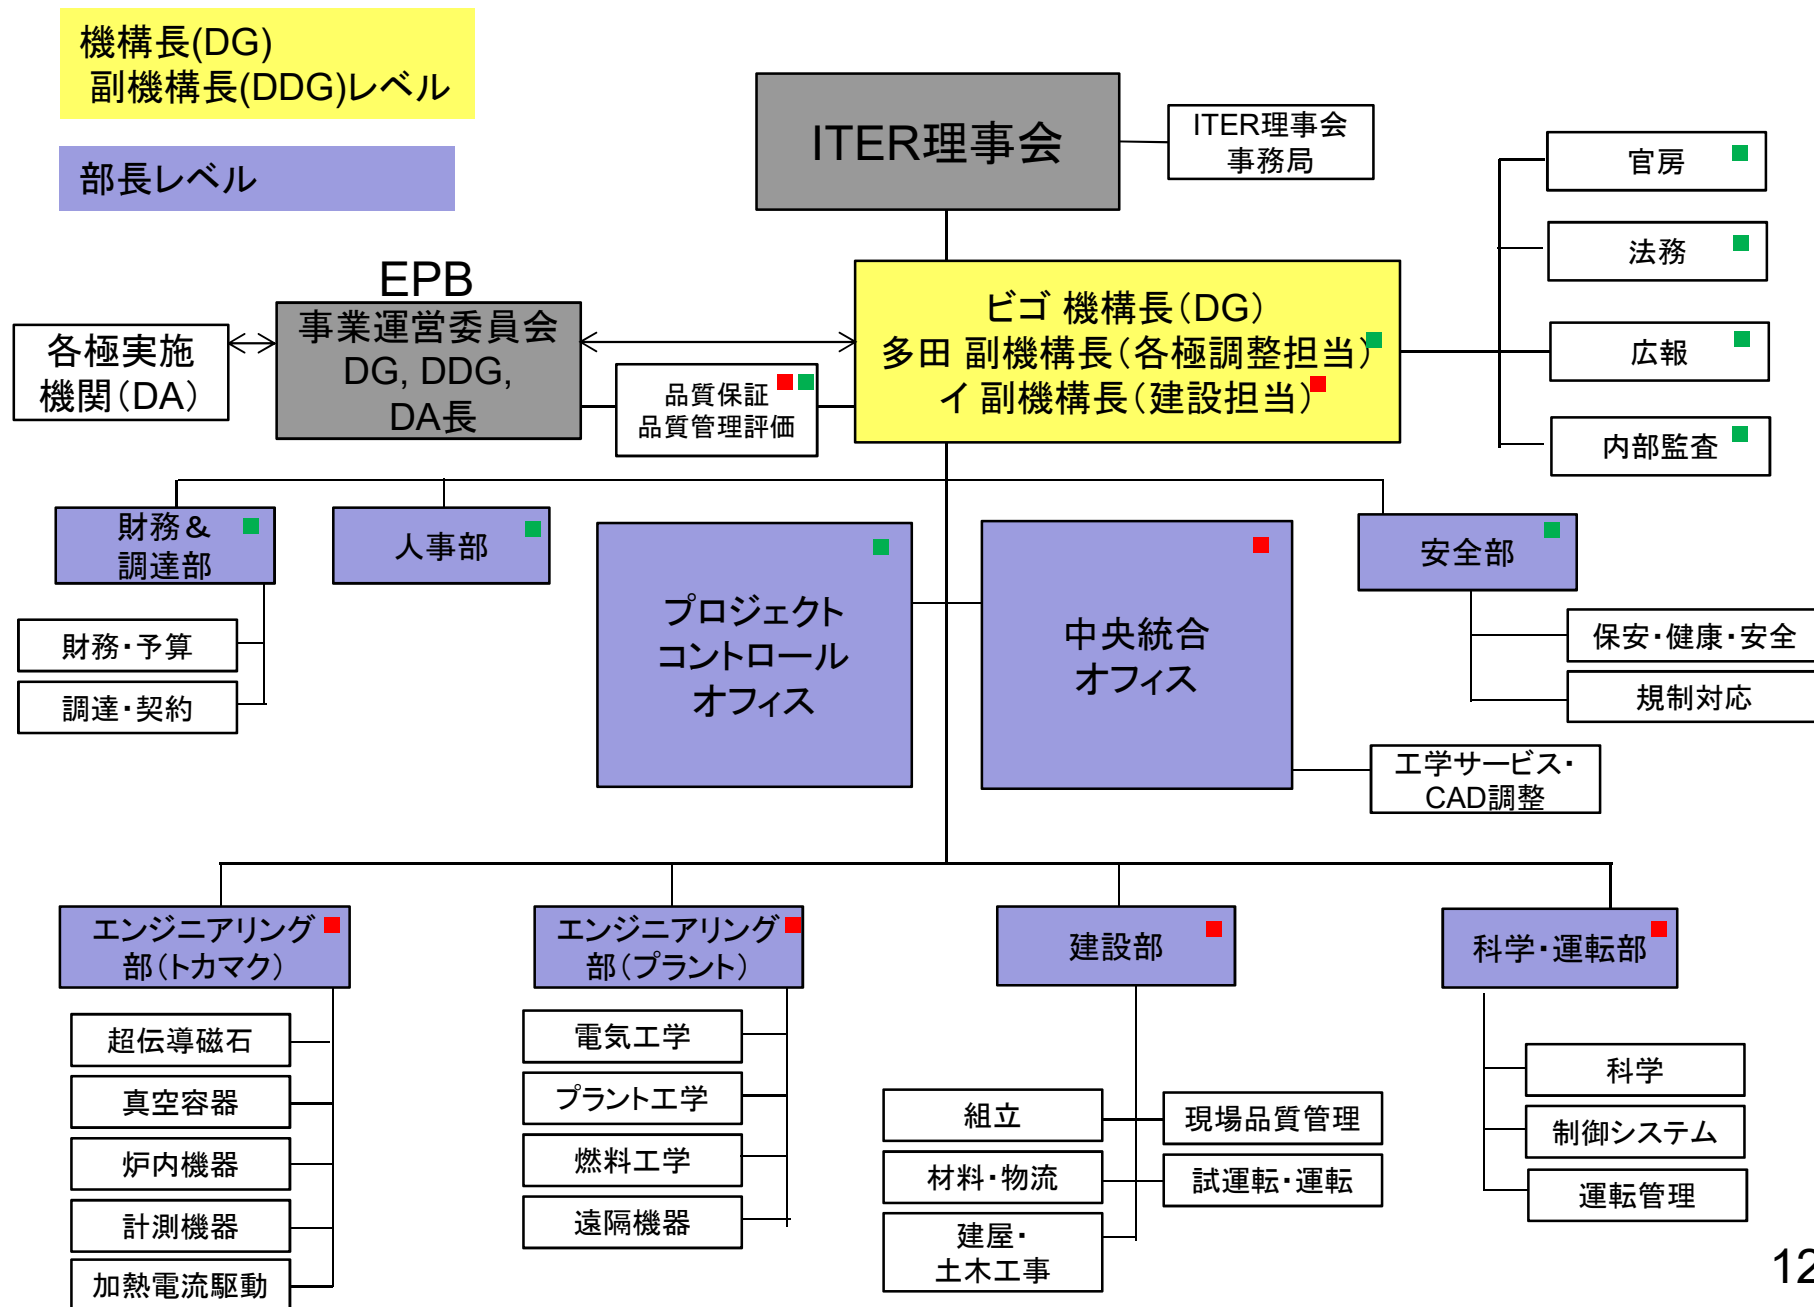 機構長(DG)
副機構長(DDG)レベル
部長レベル
ITER理事会
ITER理事会
事務局
官房
法務
広報
内部監査
EPB
事業運営委員会
DG, DDG,
DA長
各極実施
機関（DA）
品質保証
品質管理評価
ビゴ 機構長（DG）
多田 副機構長（各極調整担当）
イ 副機構長（建設担当）
財務＆
調達部
人事部
安全部
財務・予算
調達・契約
プロジェクト
コントロール
オフィス
中央統合
オフィス
保安・健康・安全
規制対応
工学サービス・
CAD調整
エンジニアリング
部（トカマク）
超伝導磁石
真空容器
炉内機器
計測機器
加熱電流駆動
エンジニアリング
部（プラント）
電気工学
プラント工学
燃料工学
遠隔機器
建設部
組立
現場品質管理
材料・物流
試運転・運転
建屋・
土木工事
科学・運転部
科学
制御システム
運転管理
12